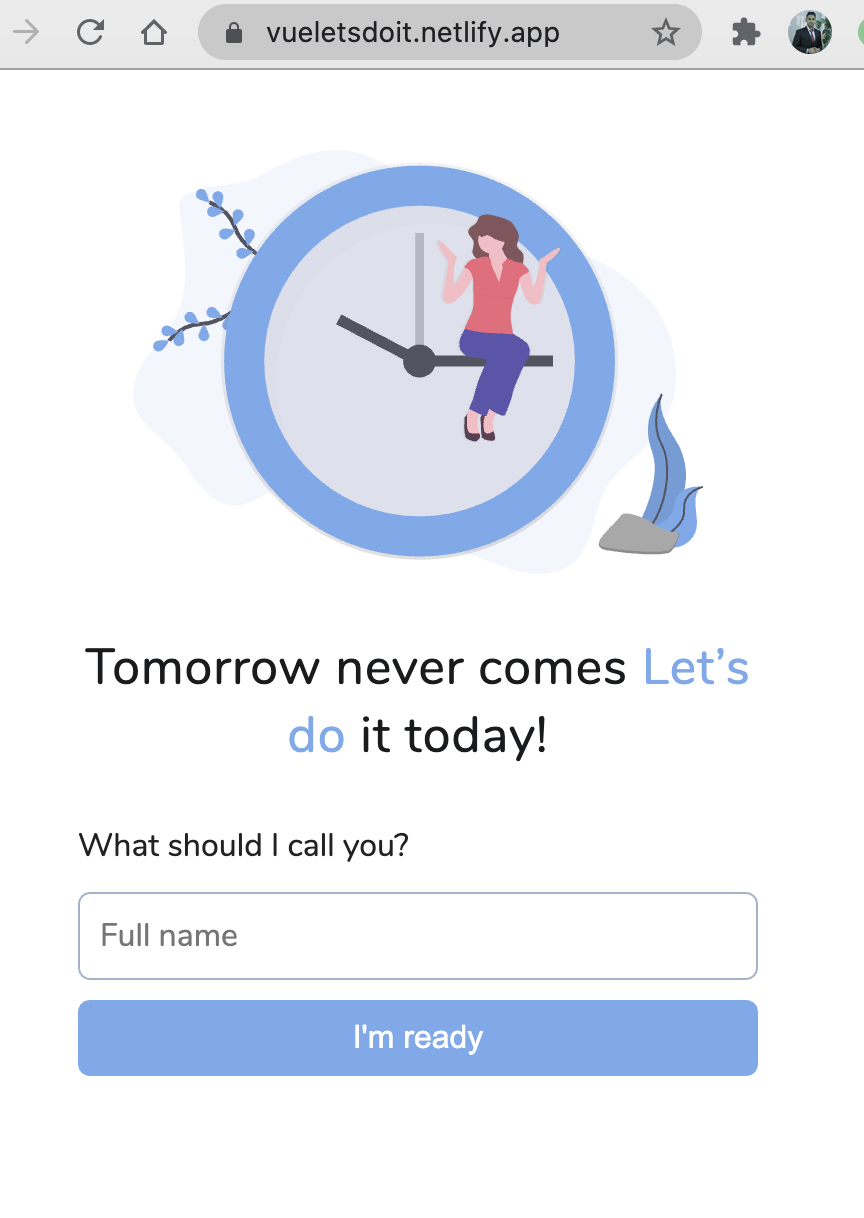 vueletsdoit.netlify.app
Tomorrow never comes Let’s
do it today!
What should I call you?
Full name
I'm ready